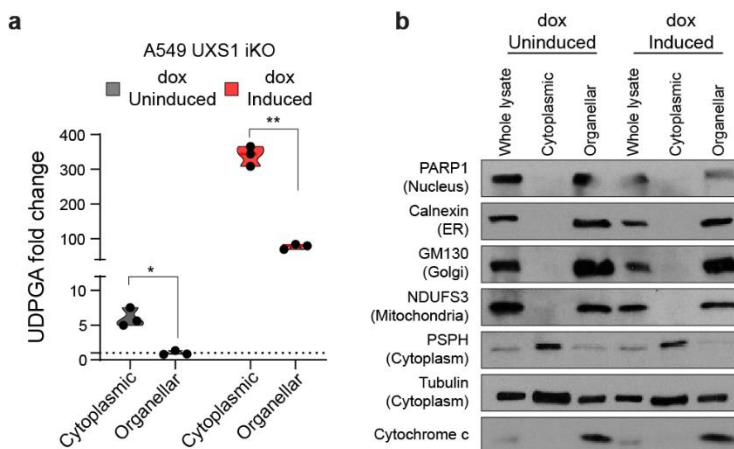 a
A549 UXS1 iKO
dox
Uninduced
dox
Induced
UDPGA fold change
400
300
200
100
10
5
0
**
*
Cytoplasmic
Organellar
Cytoplasmic
Organellar
b
dox
Uninduced
dox
Induced
Whole lysate
Cytoplasmic
Organellar
Whole lysate
Cytoplasmic
Organellar
PARP1
(Nucleus)
Calnexin
(ER)
GM130
(Golgi)
NDUFS3
(Mitochondria)
PSPH
(Cytoplasm)
Tubulin
(Cytoplasm)
Cytochrome c